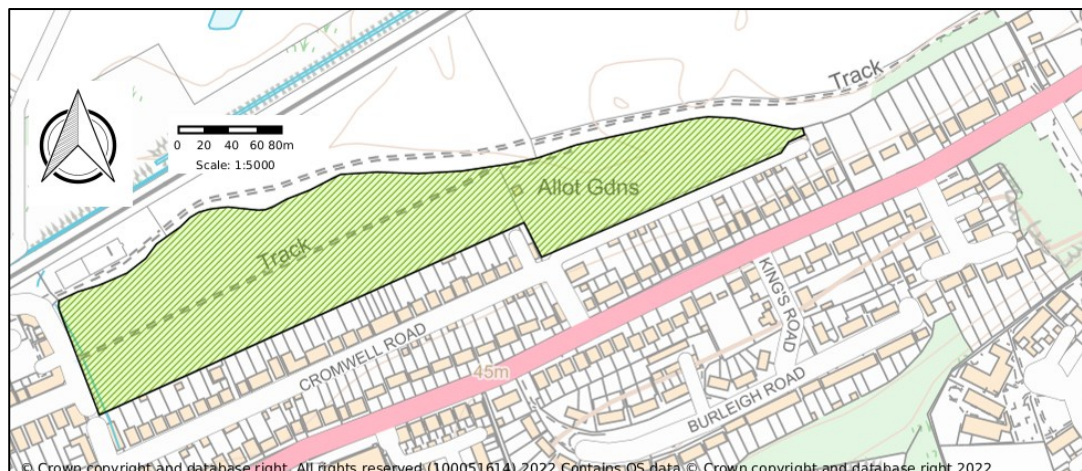 Track
0 20 40 60 80m
Scale: 1:5000
Allot Gdns
Track
KING'S ROAD
CROMWELL ROAD
45m
BURLEIGH ROAD
© Crown copyright and database right. All rights reserved (100051614) 2022 Contains OS data © Crown copyright and database right 2022